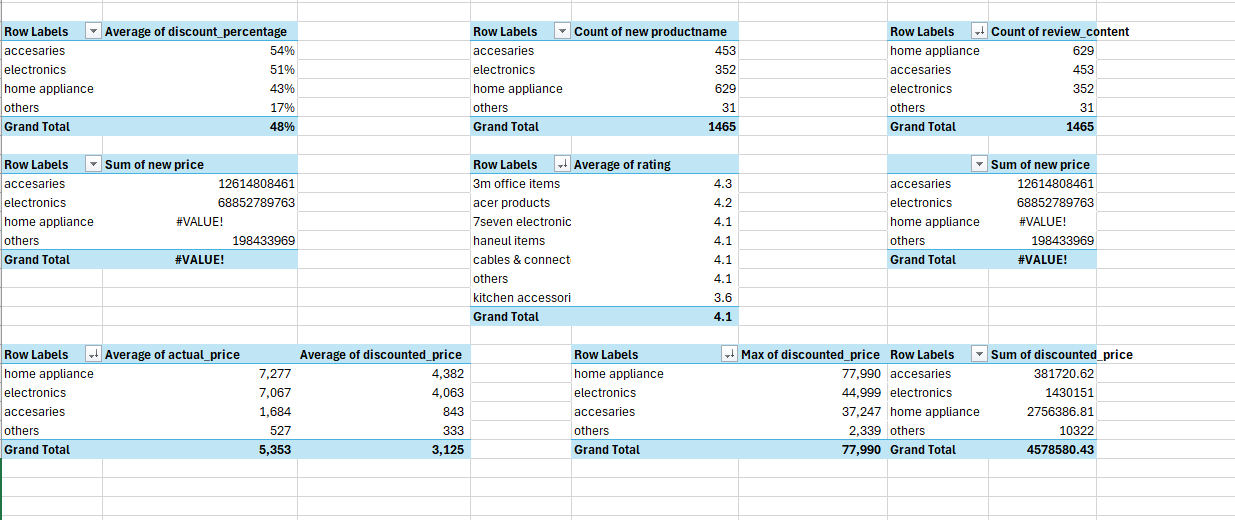 Row Labels Average of discount_percentage
accesaries 54%
electronics 51%
home appliance 43%
others 17%
Grand Total 48%
Row Labels Count of new productname
accesaries 453
electronics 352
home appliance 629
others 31
Grand Total 1465
Row Labels Count of review_content
home appliance 629
accesaries 453
electronics 352
others 31
Grand Total 1465
Row Labels Sum of new price
accesaries 12614808461
electronics 68852789763
home appliance #VALUE!
others 198433969
Grand Total #VALUE!
Row Labels Average of rating
3m office items 4.3
acer products 4.2
7seven electronic 4.1
haneul items 4.1
cables & connect 4.1
others 4.1
kitchen accessori 3.6
Grand Total 4.1
Sum of new price
accesaries 12614808461
electronics 68852789763
home appliance #VALUE!
others 198433969
Grand Total #VALUE!
Row Labels Average of actual_price Average of discounted_price
home appliance 7,277 4,382
electronics 7,067 4,063
accesaries 1,684 843
others 527 333
Grand Total 5,353 3,125
Row Labels Max of discounted_price
home appliance 77,990
electronics 44,999
accesaries 37,247
others 2,339
Grand Total 77,990
Row Labels Sum of discounted_price
accesaries 381720.62
electronics 1430151
home appliance 2756386.81
others 10322
Grand Total 4578580.43